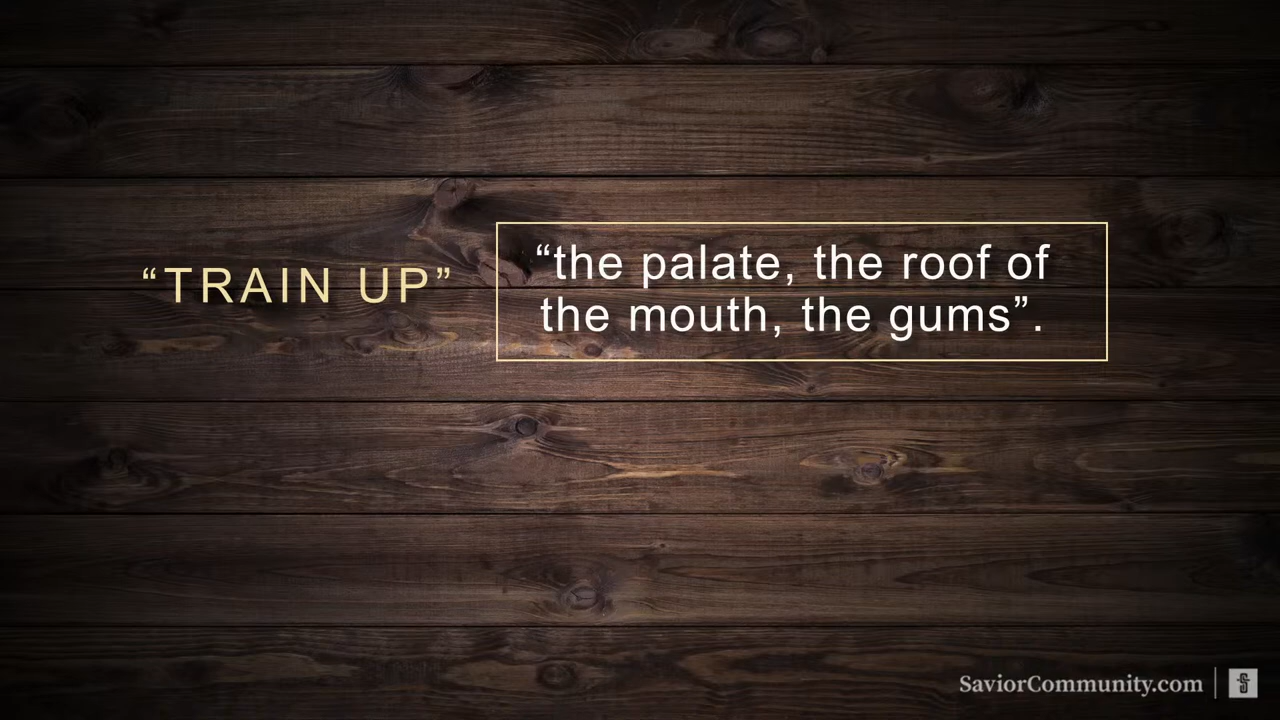 “TRAIN UP”
“the palate, the roof of
the mouth, the gums”.
SaviorCommunity.com